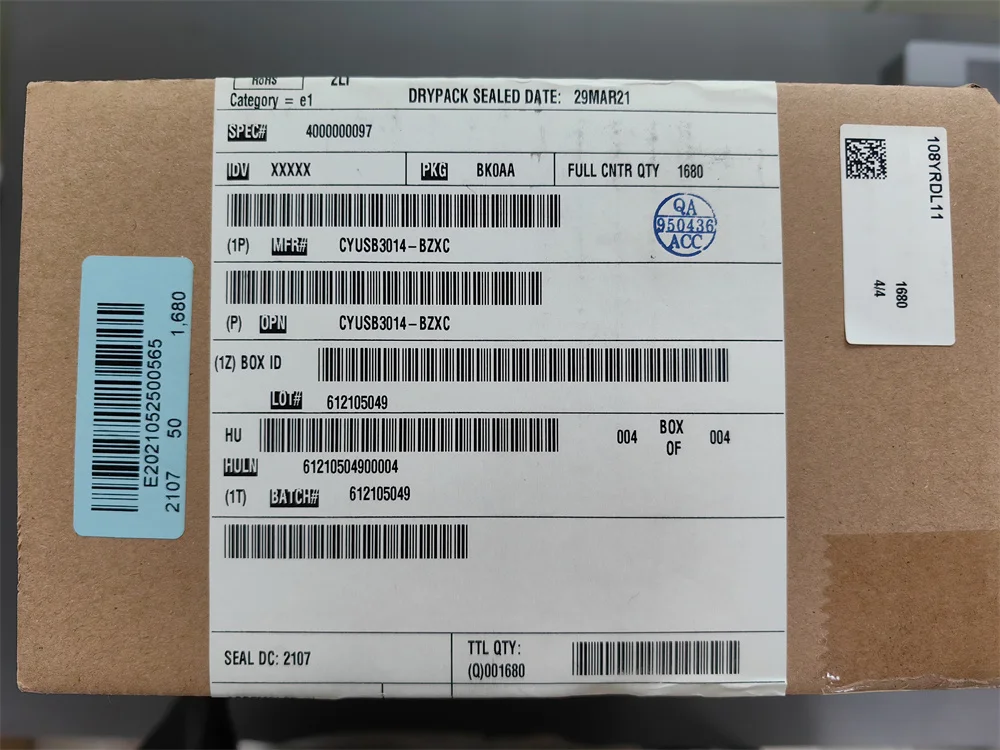 RoHS 2LI
Category = e1 DRYPACK SEALED DATE: 29MAR21
SPEC# 4000000097
IDV XXXXX PKG BK0AA FULL CNTR QTY 1680
(1P) MFR# CYUSB3014-BZXC
QA
950436
ACC
(P) OPN CYUSB3014-BZXC
(1Z) BOX ID
LOT# 612105049
HU 004 BOX OF 004
HULN 61210504900004
(1T) BATCH# 612105049
SEAL DC: 2107
TTL QTY:
(Q)001680
E2021052500565
2107 50 1,680
108YRDL11
1680
4/4